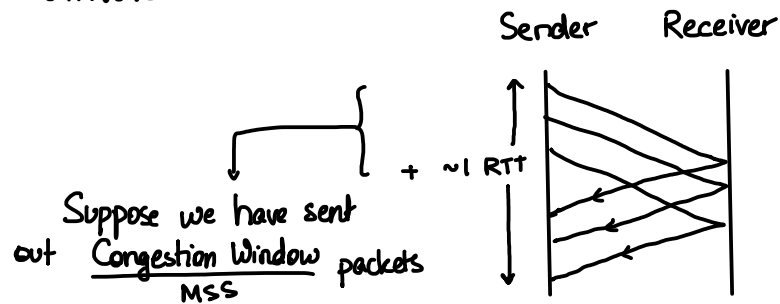 Sender Receiver
+ ~1 RTT
Suppose we have sent
out Congestion Window packets
MSS